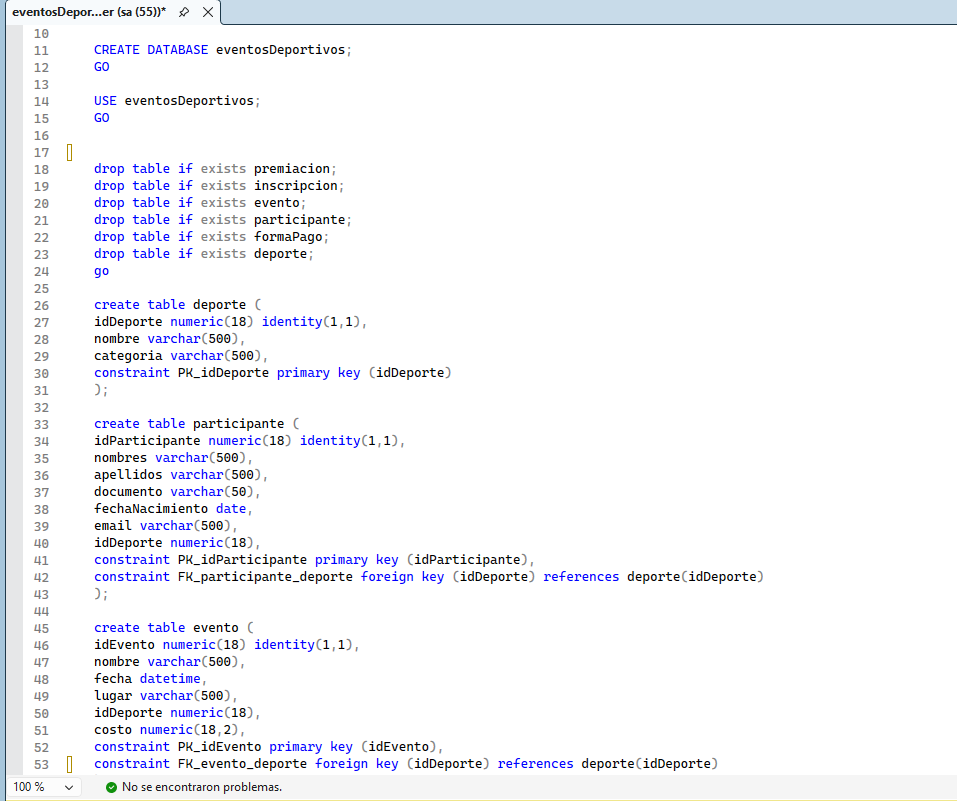 eventosDepor...er (sa (55))*
10
11 CREATE DATABASE eventosDeportivos;
12 GO
13
14 USE eventosDeportivos;
15 GO
16
17
18 drop table if exists premiacion;
19 drop table if exists inscripcion;
20 drop table if exists evento;
21 drop table if exists participante;
22 drop table if exists formaPago;
23 drop table if exists deporte;
24 go
25
26 create table deporte (
27 idDeporte numeric(18) identity(1,1),
28 nombre varchar(500),
29 categoria varchar(500),
30 constraint PK_idDeporte primary key (idDeporte)
31 );
32
33 create table participante (
34 idParticipante numeric(18) identity(1,1),
35 nombres varchar(500),
36 apellidos varchar(500),
37 documento varchar(50),
38 fechaNacimiento date,
39 email varchar(500),
40 idDeporte numeric(18),
41 constraint PK_idParticipante primary key (idParticipante),
42 constraint FK_participante_deporte foreign key (idDeporte) references deporte(idDeporte)
43 );
44
45 create table evento (
46 idEvento numeric(18) identity(1,1),
47 nombre varchar(500),
48 fecha datetime,
49 lugar varchar(500),
50 idDeporte numeric(18),
51 costo numeric(18,2),
52 constraint PK_idEvento primary key (idEvento),
53 constraint FK_evento_deporte foreign key (idDeporte) references deporte(idDeporte)
100 % No se encontraron problemas.